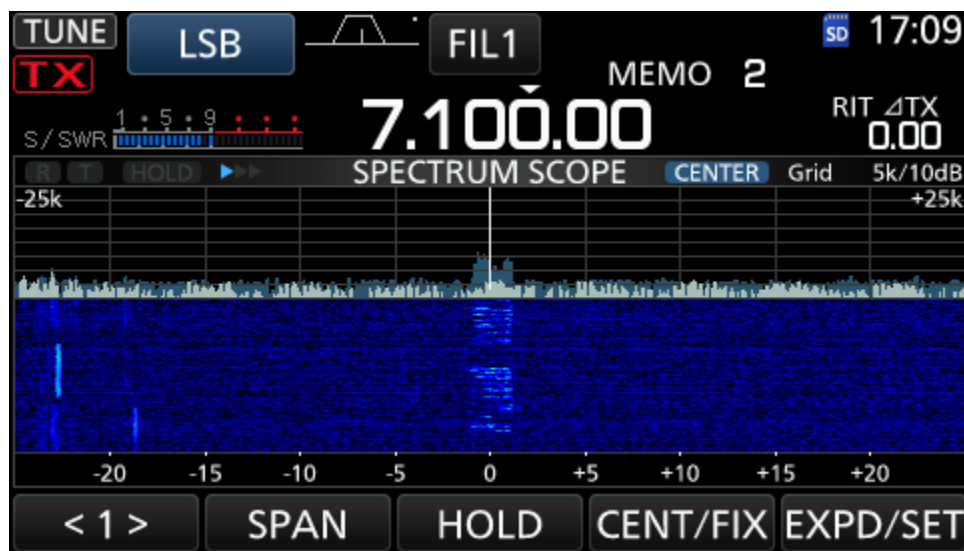 TUNE LSB FIL1 SD 17:09
TX MEMO 2
7.100.00 RIT ⊿TX
S/SWR 1 5 9 0.00
R T HOLD SPECTRUM SCOPE CENTER Grid 5k/10dB
-25k +25k
-20 -15 -10 -5 0 +5 +10 +15 +20
< 1 > SPAN HOLD CENT/FIX EXPD/SET